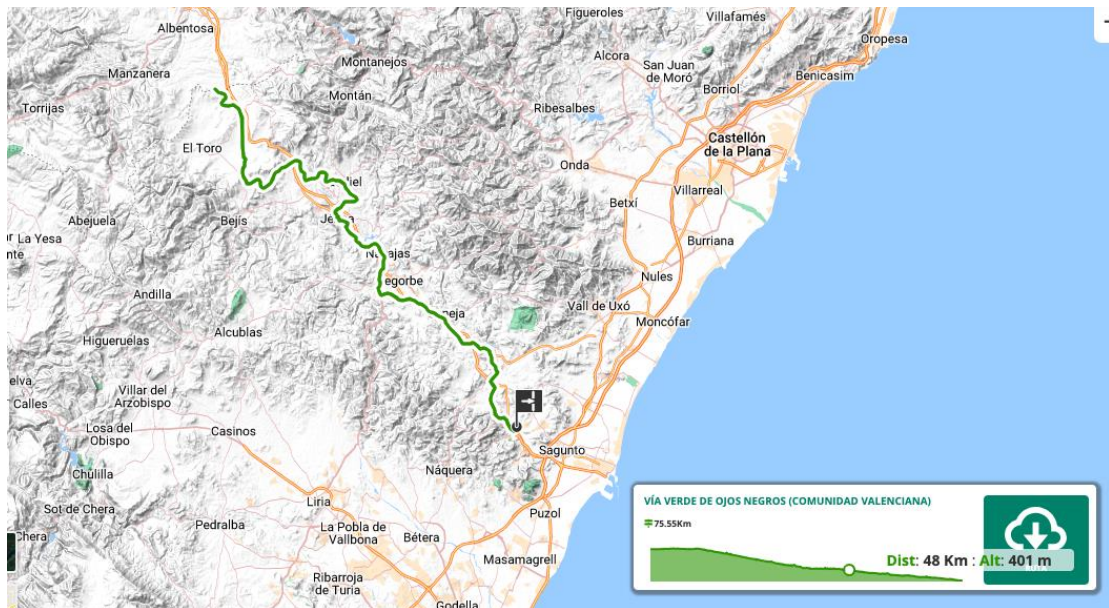 Figueroles
Villafamés
Albentosa
Oropesa
Montanejos
Alcora
San Juan
de Moró
Manzanera
Benicasim
Borriol
Torrijas
Montán
Ribesalbes
Castellón
de la Plana
El Toro
Onda
Villarreal
Betxí
Abejuela
Bejís
La Yesa
Burriana
Nules
Andilla
Vall de Uxó
Moncófar
Alcublas
Higueruelas
Villar del
Arzobispo
Calles
Losa del
Obispo
Casinos
Sagunto
Náquera
Chulilla
Liria
Sot de Chera
Puzol
Pedralba
La Pobla de
Vallbona
Bétera
Masamagrell
Ribarroja
de Turia
Godella
VÍA VERDE DE OJOS NEGROS (COMUNIDAD VALENCIANA)
75.55Km
Dist: 48 Km : Alt: 401 m